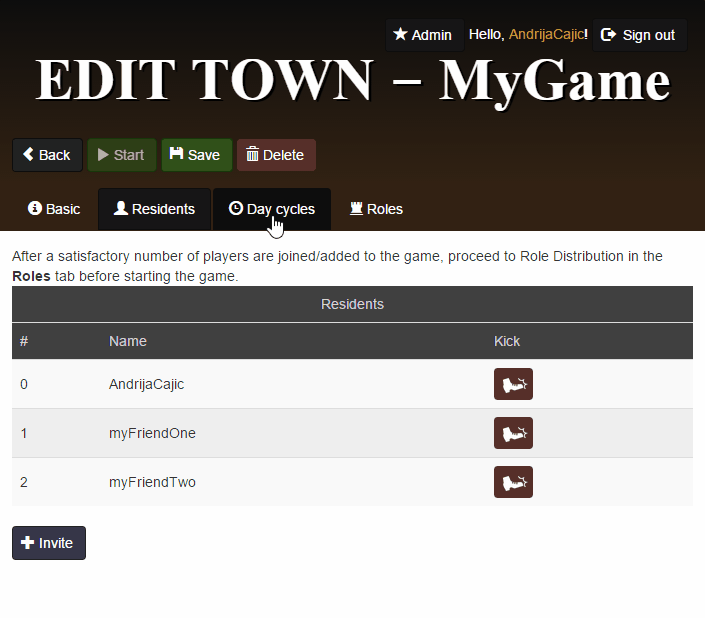 Admin Hello, AndrijaCajic! Sign out
EDIT TOWN – MyGame
Back Start Save Delete
Basic Residents Day cycles Roles
After a satisfactory number of players are joined/added to the game, proceed to Role Distribution in the
Roles tab before starting the game.
Residents
# Name Kick
0 AndrijaCajic
1 myFriendOne
2 myFriendTwo
Invite